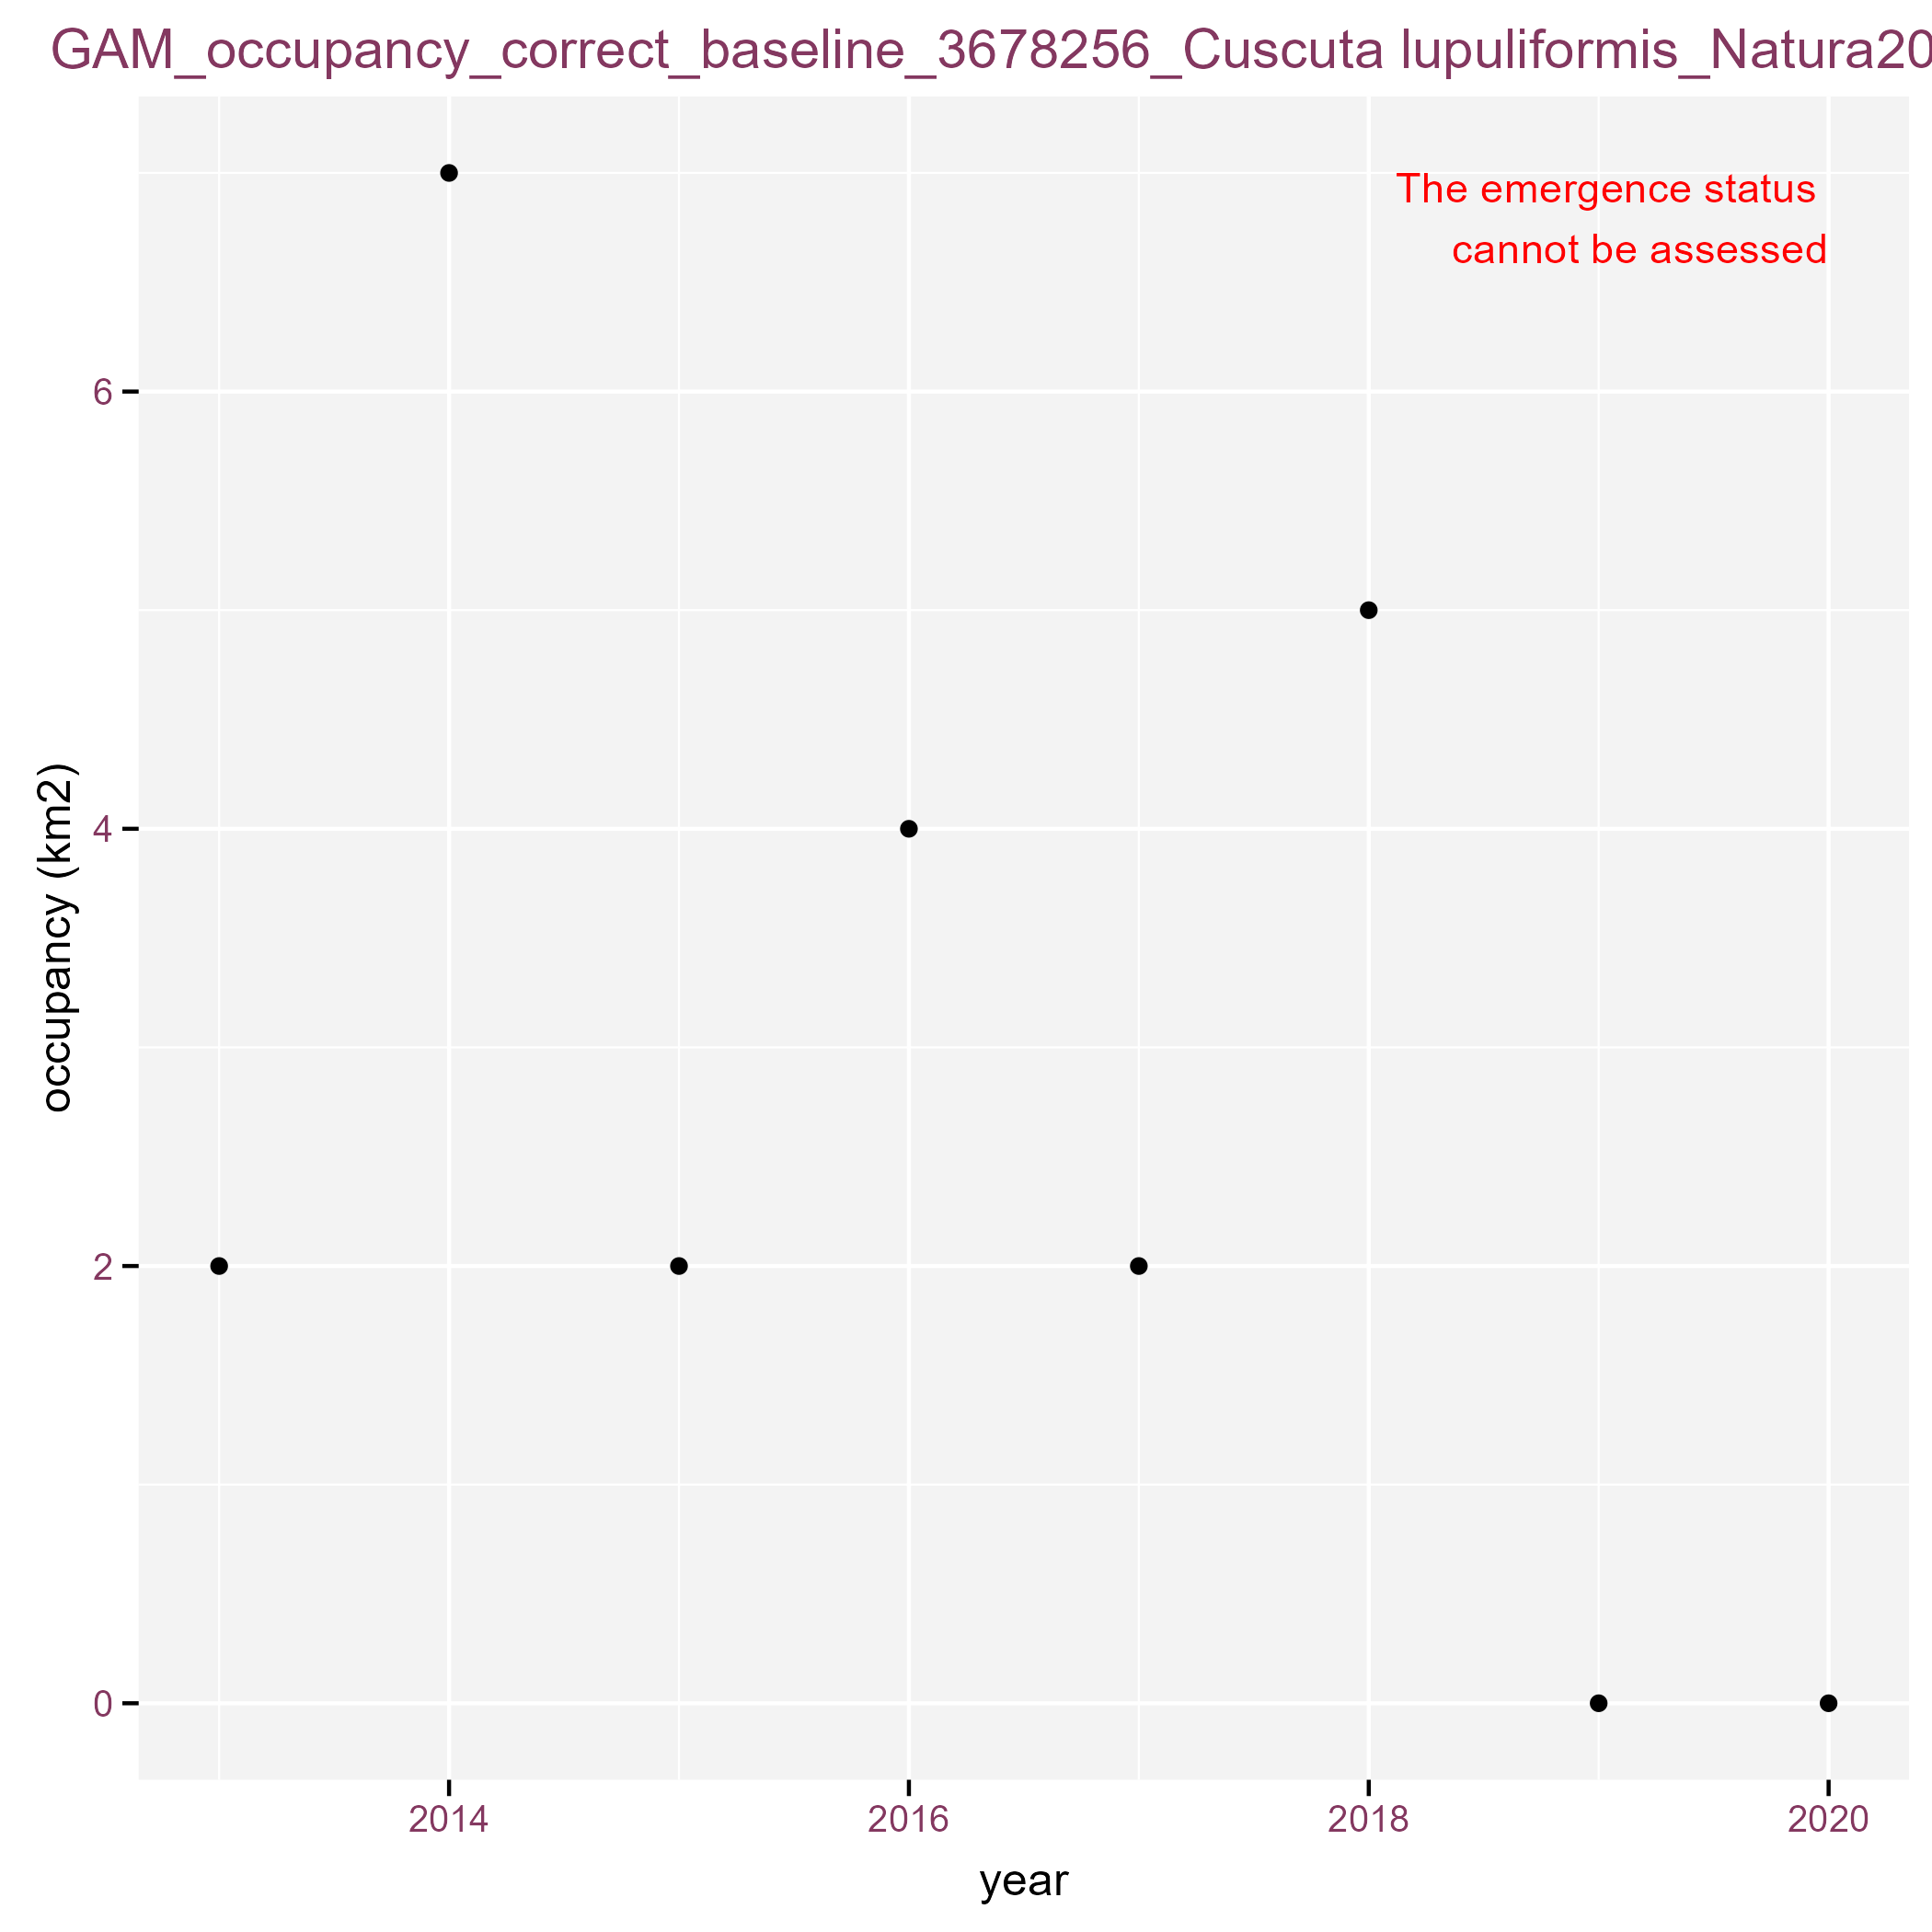 GAM_occupancy_correct_baseline_3678256_Cuscuta lupuliformis_Natura20
The emergence status
cannot be assessed
6
4
2
0
occupancy (km2)
2014 2016 2018 2020
year